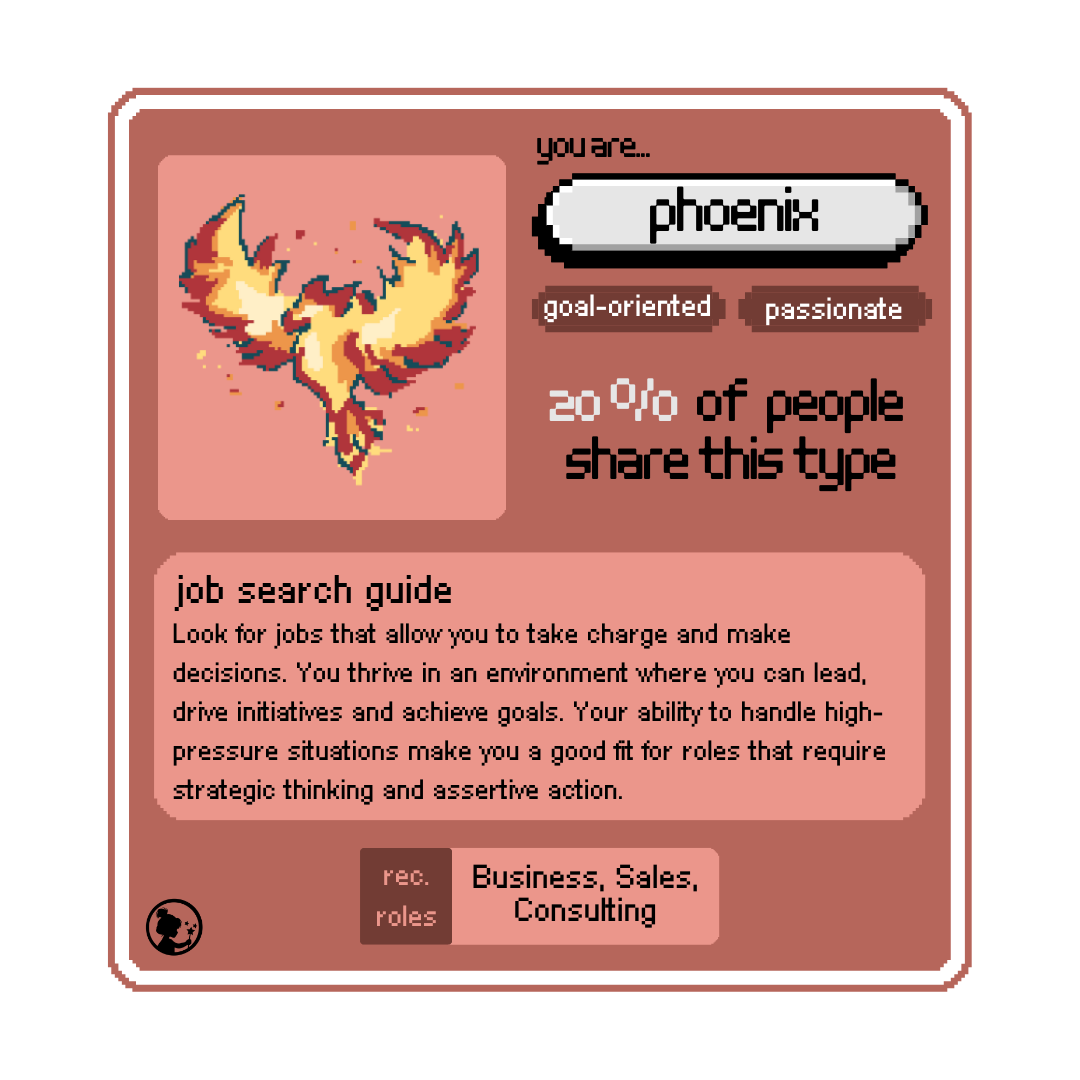 you are...
phoenix
goal-oriented
passionate
20% of people
share this type
job search guide
Look for jobs that allow you to take charge and make
decisions. You thrive in an environment where you can lead,
drive initiatives and achieve goals. Your ability to handle high-
pressure situations make you a good fit for roles that require
strategic thinking and assertive action.
rec.
roles
Business, Sales,
Consulting